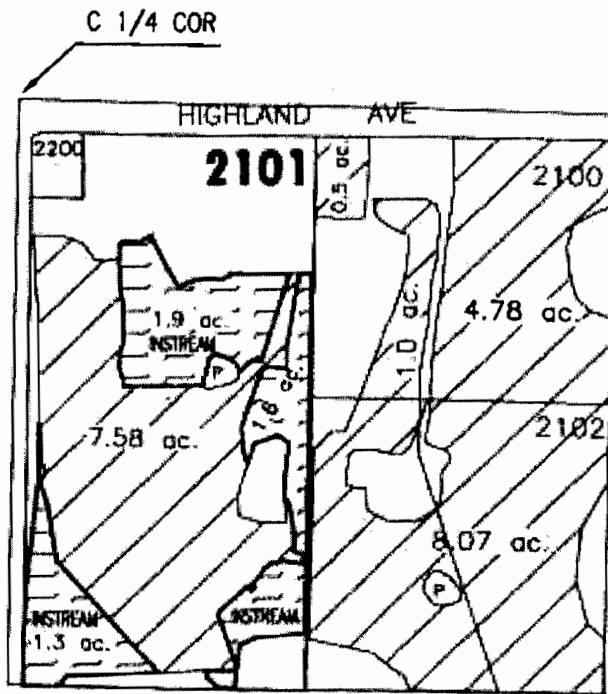 C 1/4 COR
HIGHLAND AVE
2200
2101
0.5 ac.
2100
1.9 ac.
INSTREAM
P
1.0 ac.
4.78 ac.
7.58 ac.
ac.
2102
8.07 ac.
P
INSTREAM
1.3 ac.
INSTREAM